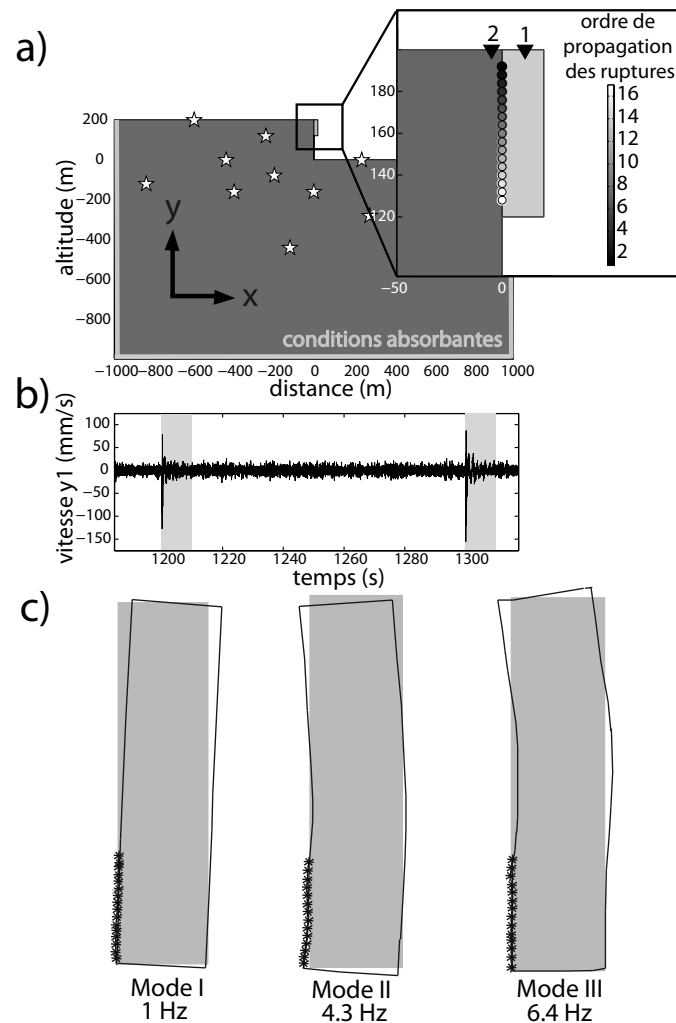 a)
2 1
ordre de
propagation
des ruptures
16
14
12
10
8
6
4
2
180
160
140
120
−50 0
200
0
−200
−400
−600
−800
altitude (m)
y
x
conditions absorbantes
−1000 −800 −600 −400 −200 0 200 400 600 800 1000
distance (m)
b)
100
50
0
−50
−100
−150
vitesse y1 (mm/s)
1200 1220 1240 1260 1280 1300
temps (s)
c)
Mode I
1 Hz
Mode II
4.3 Hz
Mode III
6.4 Hz